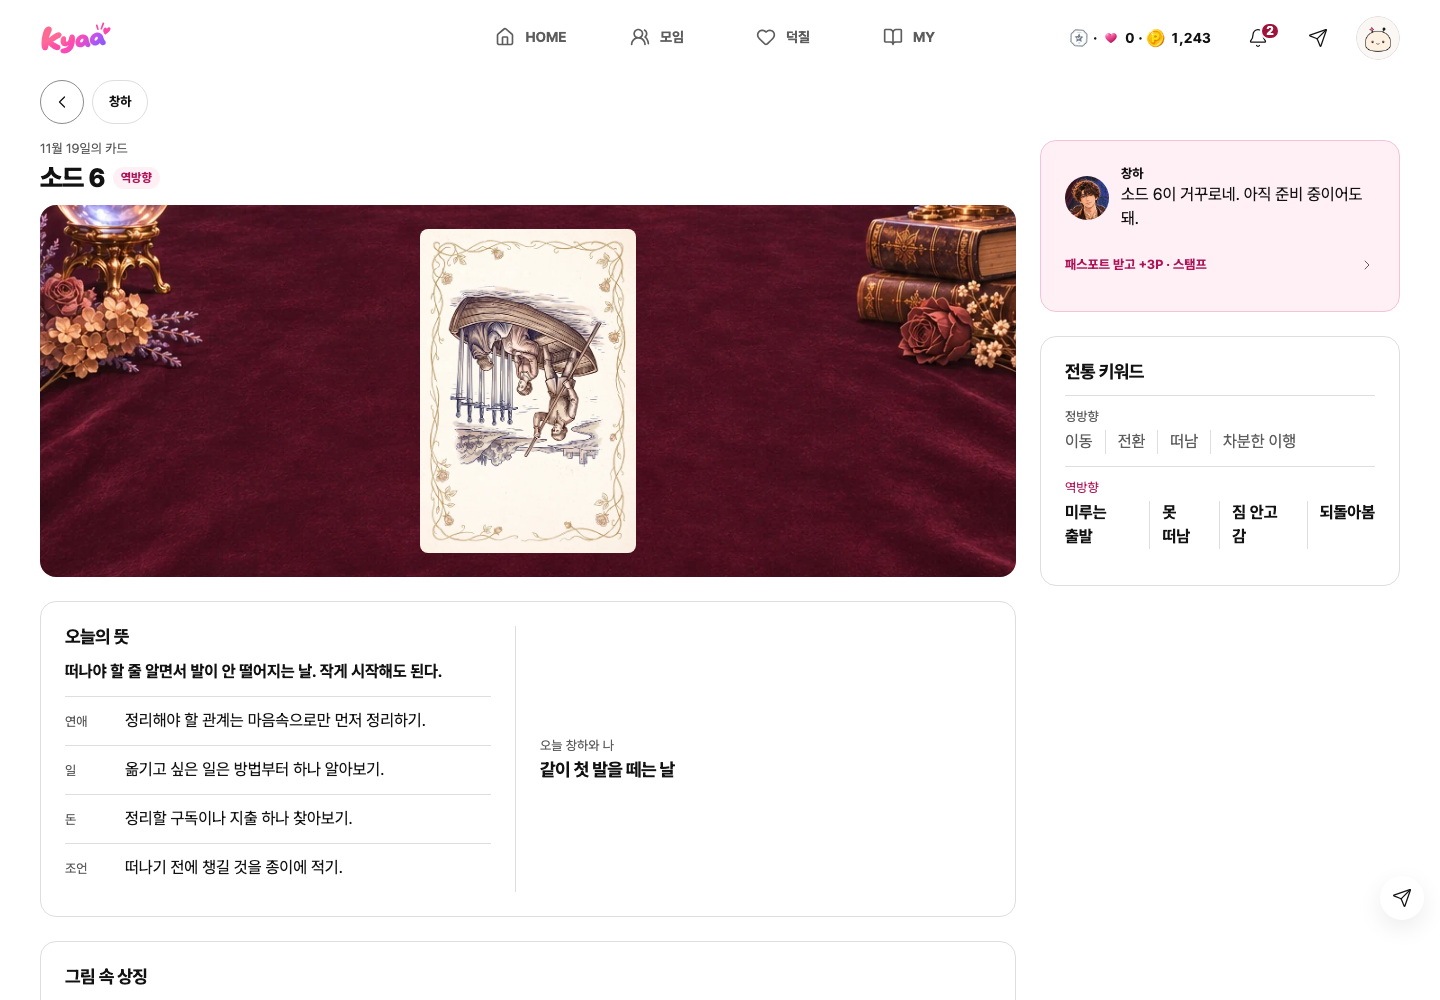 kyaa
HOME
모임
덕질
MY
· 0 · 1,243
2
창하
11월 19일의 카드
소드 6 역방향
창하
소드 6이 거꾸로네. 아직 준비 중이어도
돼.
패스포트 받고 +3P · 스탬프
전통 키워드
정방향
이동 전환 떠남 차분한 이행
역방향
미루는 못 짐 안고 되돌아봄
출발 떠남 감
오늘의 뜻
떠나야 할 줄 알면서 발이 안 떨어지는 날. 작게 시작해도 된다.
연애 정리해야 할 관계는 마음속으로만 먼저 정리하기.
일 옮기고 싶은 일은 방법부터 하나 알아보기.
돈 정리할 구독이나 지출 하나 찾아보기.
조언 떠나기 전에 챙길 것을 종이에 적기.
오늘 창하와 나
같이 첫 발을 떼는 날
그림 속 상징